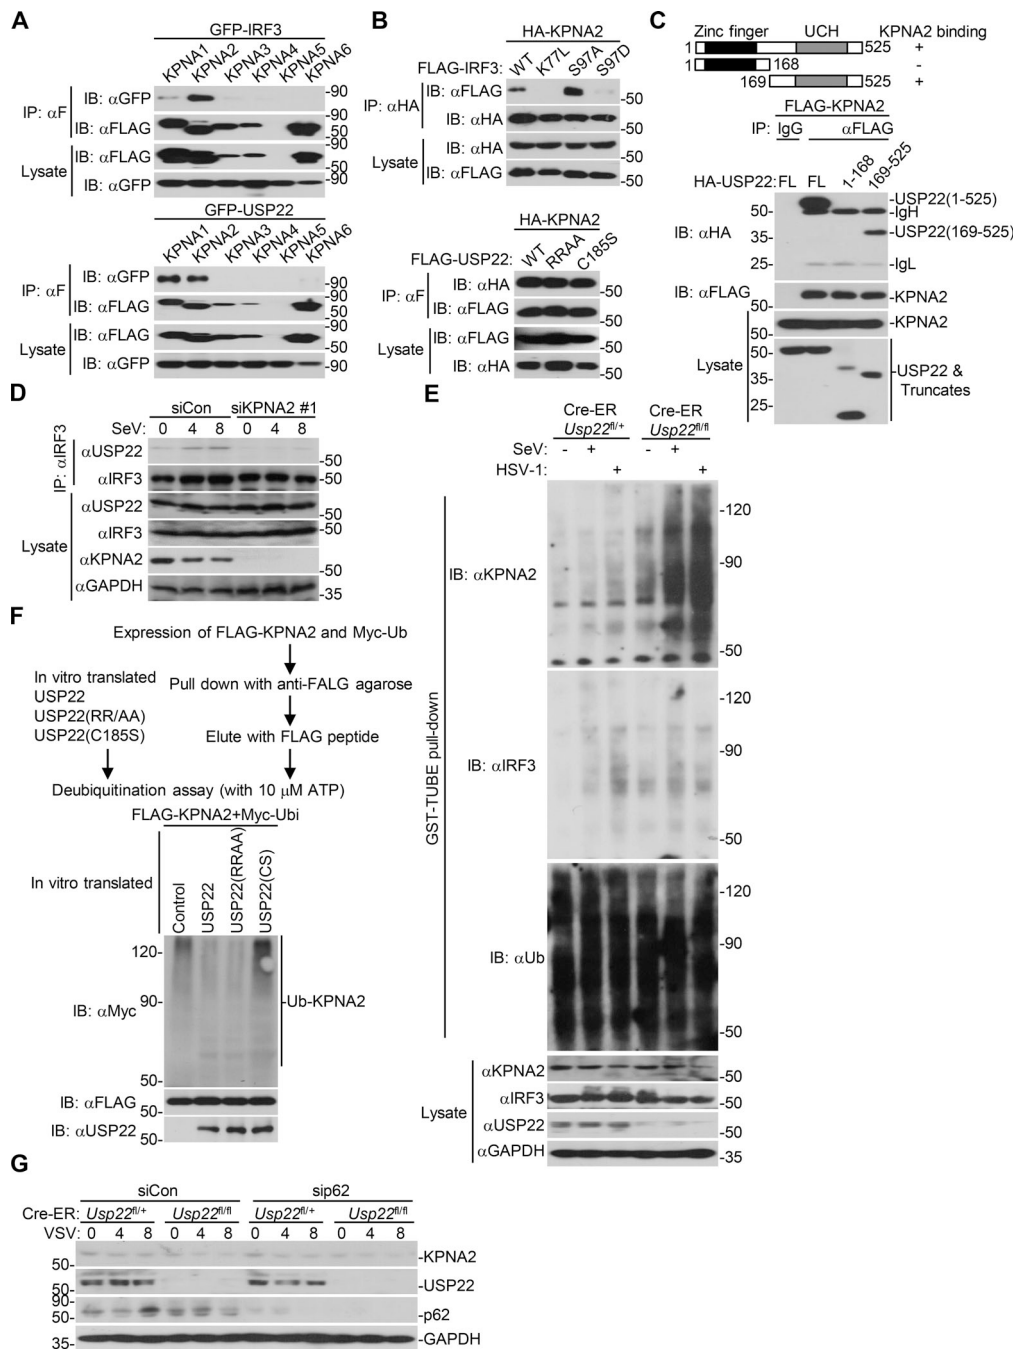 A
GFP-IRF3
KPNA1 KPNA2 KPNA3 KPNA4 KPNA5 KPNA6
IP: αF
IB: αGFP -90
IB: αFLAG -90 -50
Lysate
IB: αFLAG -90 -50
IB: αGFP -90
GFP-USP22
KPNA1 KPNA2 KPNA3 KPNA4 KPNA5 KPNA6
IP: αF
IB: αGFP -90
IB: αFLAG -90 -50
Lysate
IB: αFLAG -90 -50
IB: αGFP -90
B
HA-KPNA2
FLAG-IRF3: WT K77L S97A S97D
IP: αHA
IB: αFLAG -50
IB: αHA
Lysate
IB: αHA
IB: αFLAG -50
HA-KPNA2
FLAG-USP22: WT RRAA C185S
IP: αF
IB: αHA -50
IB: αFLAG
Lysate
IB: αFLAG
IB: αHA -50
C
Zinc finger UCH KPNA2 binding
1 525 +
1 168 -
169 525 +
FLAG-KPNA2
IP: IgG αFLAG
HA-USP22: FL FL 1-168 169-525
IB: αHA
50- 35- 25-
-USP22(1-525)
-IgH
-USP22(169-525)
-IgL
IB: αFLAG 50- -KPNA2
Lysate
50- -KPNA2
50- 35- 25-
-USP22 &
Truncates
D
siCon siKPNA2 #1
SeV: 0 4 8 0 4 8
IP: αIRF3
αUSP22 -50
αIRF3 -50
Lysate
αUSP22 -50
αIRF3 -50
αKPNA2 -50
αGAPDH -35
E
Cre-ER Cre-ER
Usp22fl/+ Usp22fl/fl
SeV: - + - +
HSV-1: + +
GST-TUBE pull-down
IB: αKPNA2 -120 -90 -50
IB: αIRF3 -120 -90 -50
IB: αUb -120 -90 -50
Lysate
αKPNA2 -50
αIRF3 -50
αUSP22 -50
αGAPDH -35
F
Expression of FLAG-KPNA2 and Myc-Ub
In vitro translated
USP22
USP22(RR/AA)
USP22(C185S)
Pull down with anti-FALG agarose
Elute with FLAG peptide
Deubiquitination assay (with 10 μM ATP)
FLAG-KPNA2+Myc-Ubi
In vitro translated
Control USP22 USP22(RRAA) USP22(CS)
IB: αMyc 120- 90- 50- -Ub-KPNA2
IB: αFLAG 50-
IB: αUSP22 50-
G
siCon sip62
Cre-ER: Usp22fl/+ Usp22fl/fl Usp22fl/+ Usp22fl/fl
VSV: 0 4 8 0 4 8 0 4 8 0 4 8
50- -KPNA2
50- -USP22
90- 50- -p62
35- -GAPDH